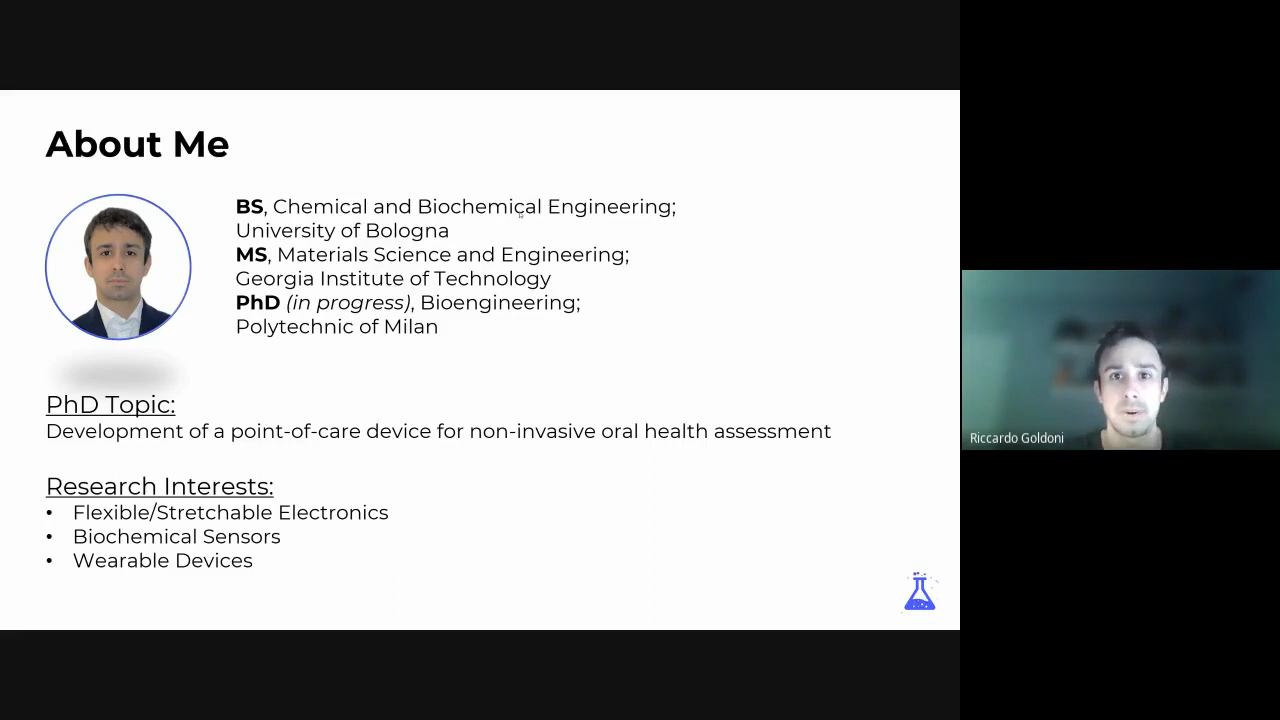 About Me
BS, Chemical and Biochemical Engineering;
University of Bologna
MS, Materials Science and Engineering;
Georgia Institute of Technology
PhD (in progress), Bioengineering;
Polytechnic of Milan
PhD Topic:
Development of a point-of-care device for non-invasive oral health assessment
Research Interests:
• Flexible/Stretchable Electronics
• Biochemical Sensors
• Wearable Devices
Riccardo Goldoni